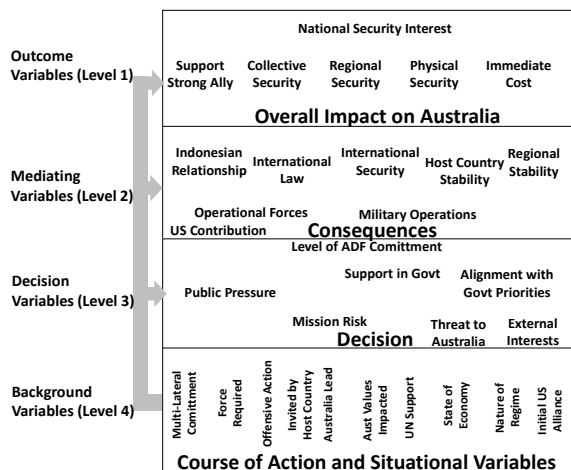 National Security Interest
Outcome
Variables (Level 1)
Support
Strong Ally
Collective
Security
Regional
Security
Physical
Security
Immediate
Cost
Overall Impact on Australia
Mediating
Variables (Level 2)
Indonesian
Relationship
International
Law
International
Security
Host Country
Stability
Regional
Stability
Operational Forces
US Contribution
Military Operations
Consequences
Level of ADF Comittment
Decision
Variables (Level 3)
Public Pressure
Support in Govt
Alignment with
Govt Priorities
Mission Risk
Threat to
Australia
External
Interests
Decision
Background
Variables (Level 4)
Multi-Lateral
Comittment
Force
Required
Offensive Action
Invited by
Host Country
Australia Lead
Aust Values
Impacted
UN Support
State of
Economy
Nature of
Regime
Initial US
Alliance
Course of Action and Situational Variables